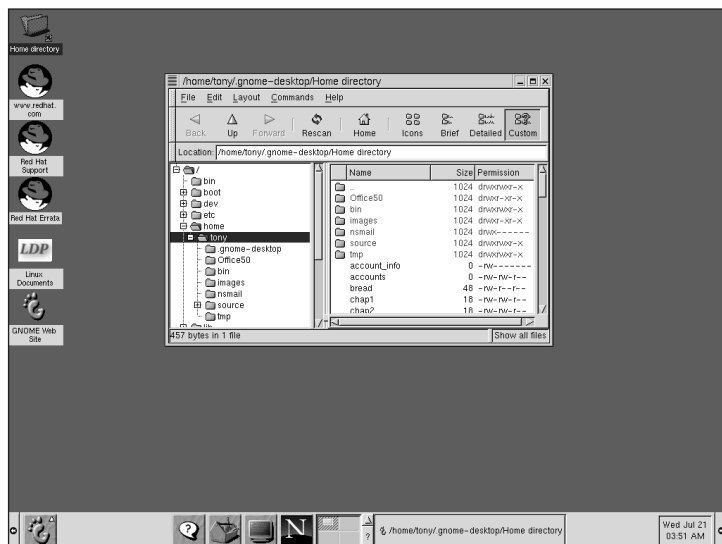 Home directory
www.redhat.
com
Red Hat
Support
Red Hat Errata
LDP
Linux
Documents
GNOME Web
Site
/home/tony/.gnome-desktop/Home directory
File Edit Layout Commands Help
Back Up Forward Rescan Home Icons Brief Detailed Custom
Location: /home/tony/.gnome-desktop/Home directory
/
bin
boot
dev
etc
home
tony
.gnome-desktop
Office50
bin
images
nsmail
source
tmp
lib
Name Size Permission
.. 1024 drwxrwxr-x
Office50 1024 drwxr-xr-x
bin 1024 drwxrwxr-x
images 1024 drwxr-xr-x
nsmail 1024 drwx------
source 1024 drwxrwxr-x
tmp 1024 drwxrwxr-x
account_info 0 -rw-------
accounts 0 -rw-rw-r--
bread 48 -rw-r--r--
chap1 18 -rw-rw-r--
chap2 18 -rw-rw-r--
457 bytes in 1 file Show all files
? N ? /home/tony/.gnome-desktop/Home directory
Wed Jul 21
03:51 AM